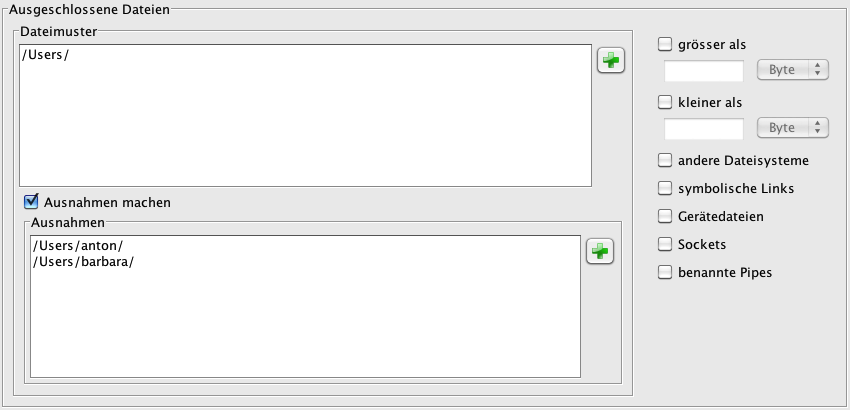 Ausgeschlossene Dateien
Dateimuster
/Users/
Ausnahmen machen
Ausnahmen
/Users/anton/
/Users/barbara/
grösser als
Byte
kleiner als
Byte
andere Dateisysteme
symbolische Links
Gerätedateien
Sockets
benannte Pipes